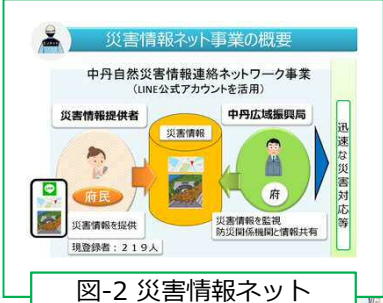 災害情報ネット事業の概要
中丹自然災害情報連絡ネットワーク事業
（LINE公式アカウントを活用）
災害情報提供者
災害情報
中丹広域振興局
府民
府
災害情報を提供
災害情報を監視
防災関係機関と情報共有
現登録者：２１９人
迅速な災害対応等
図-2 災害情報ネット